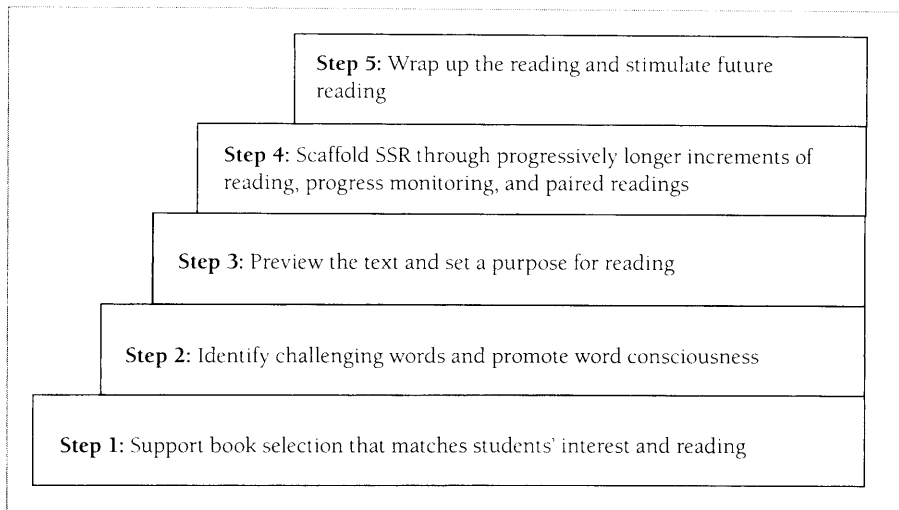 Step 5: Wrap up the reading and stimulate future
reading
Step 4: Scaffold SSR through progressively longer increments of
reading, progress monitoring, and paired readings
Step 3: Preview the text and set a purpose for reading
Step 2: Identify challenging words and promote word consciousness
Step 1: Support book selection that matches students' interest and reading